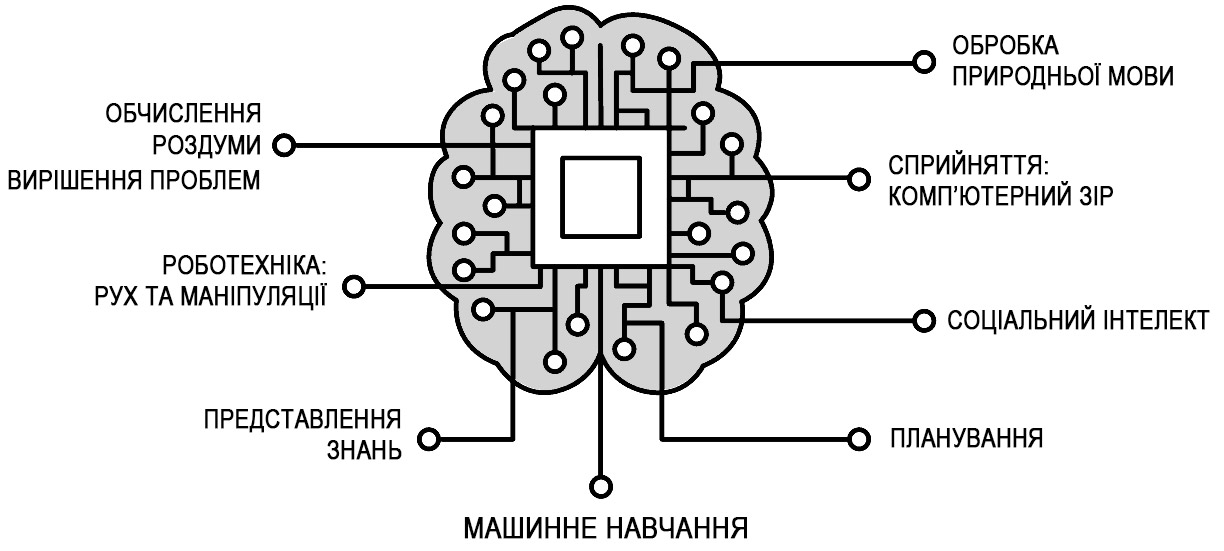 ОБРОБКА
ПРИРОДНЬОЇ МОВИ
ОБЧИСЛЕННЯ
РОЗДУМИ
ВИРІШЕННЯ ПРОБЛЕМ
СПРИЙНЯТТЯ:
КОМП’ЮТЕРНИЙ ЗІР
РОБОТЕХНІКА:
РУХ ТА МАНІПУЛЯЦІЇ
СОЦІАЛЬНИЙ ІНТЕЛЕКТ
ПРЕДСТАВЛЕННЯ
ЗНАНЬ
ПЛАНУВАННЯ
МАШИННЕ НАВЧАННЯ